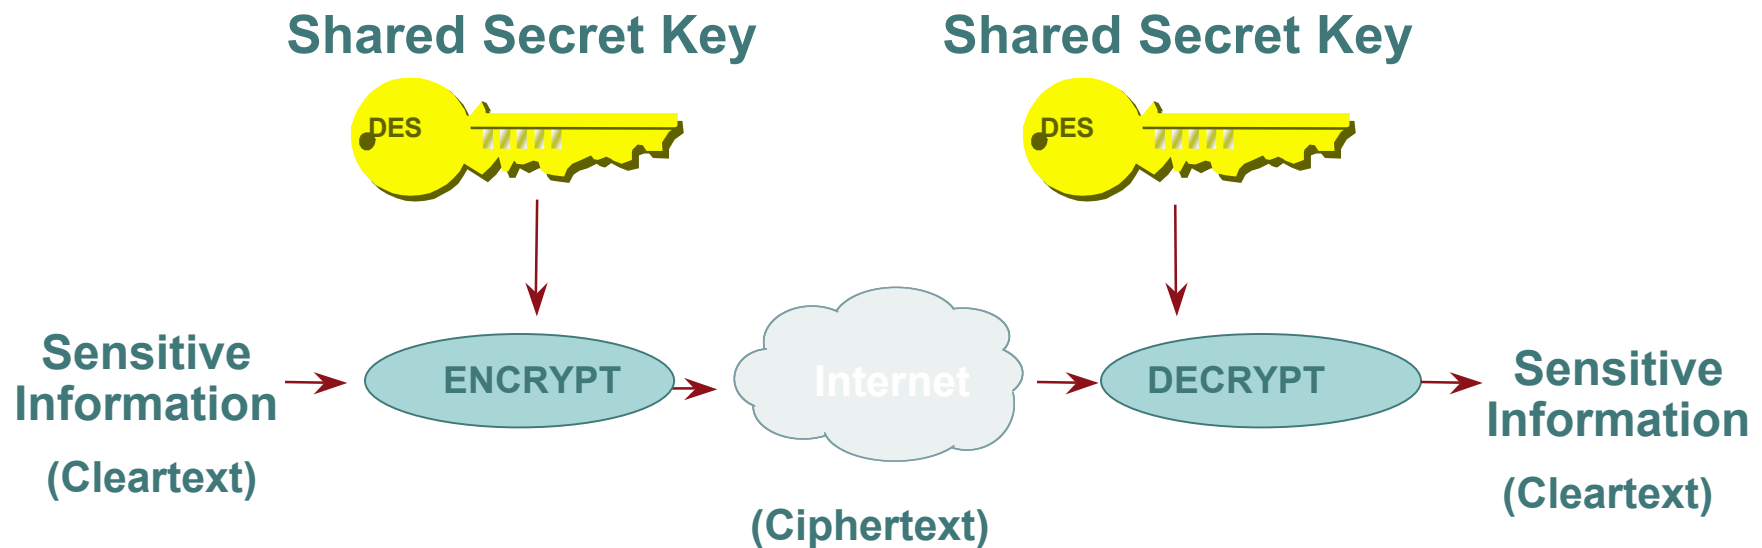 Shared Secret Key
Shared Secret Key
DES
DES
Sensitive
Information
(Cleartext)
ENCRYPT
Internet
(Ciphertext)
DECRYPT
Sensitive
Information
(Cleartext)